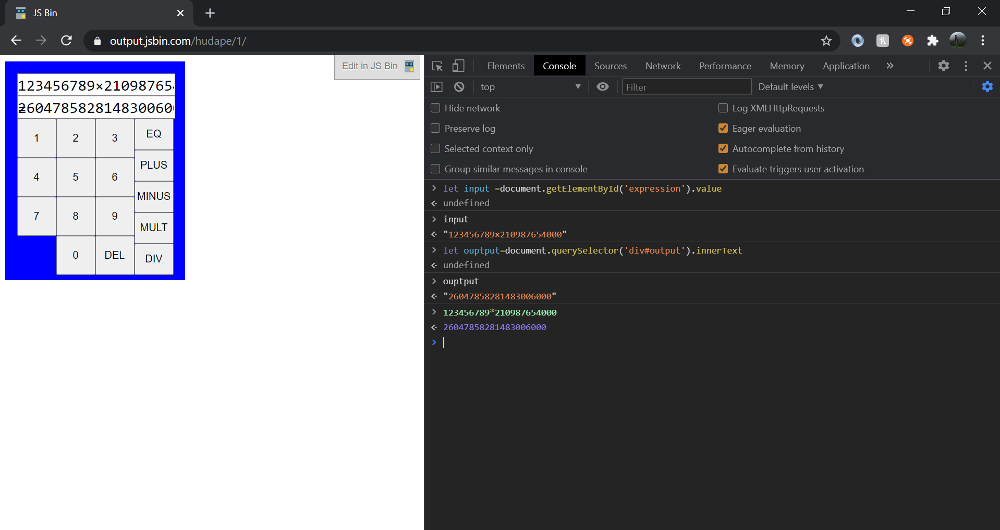 JS Bin
output.jsbin.com/hudape/1/
Edit in JS Bin
123456789×21098765
=
26047858281483006000
1 2 3 EQ
PLUS
4 5 6
MINUS
7 8 9
MULT
0 DEL DIV
Elements Console Sources Network Performance Memory Application »
top Filter Default levels
Hide network Log XMLHttpRequests
Preserve log Eager evaluation
Selected context only Autocomplete from history
Group similar messages in console Evaluate triggers user activation
> let input =document.getElementById('expression').value
undefined
> input
"123456789×210987654000"
> let ouptput=document.querySelector('div#output').innerText
undefined
> ouptput
"26047858281483006000"
> 123456789*210987654000
26047858281483006000
>